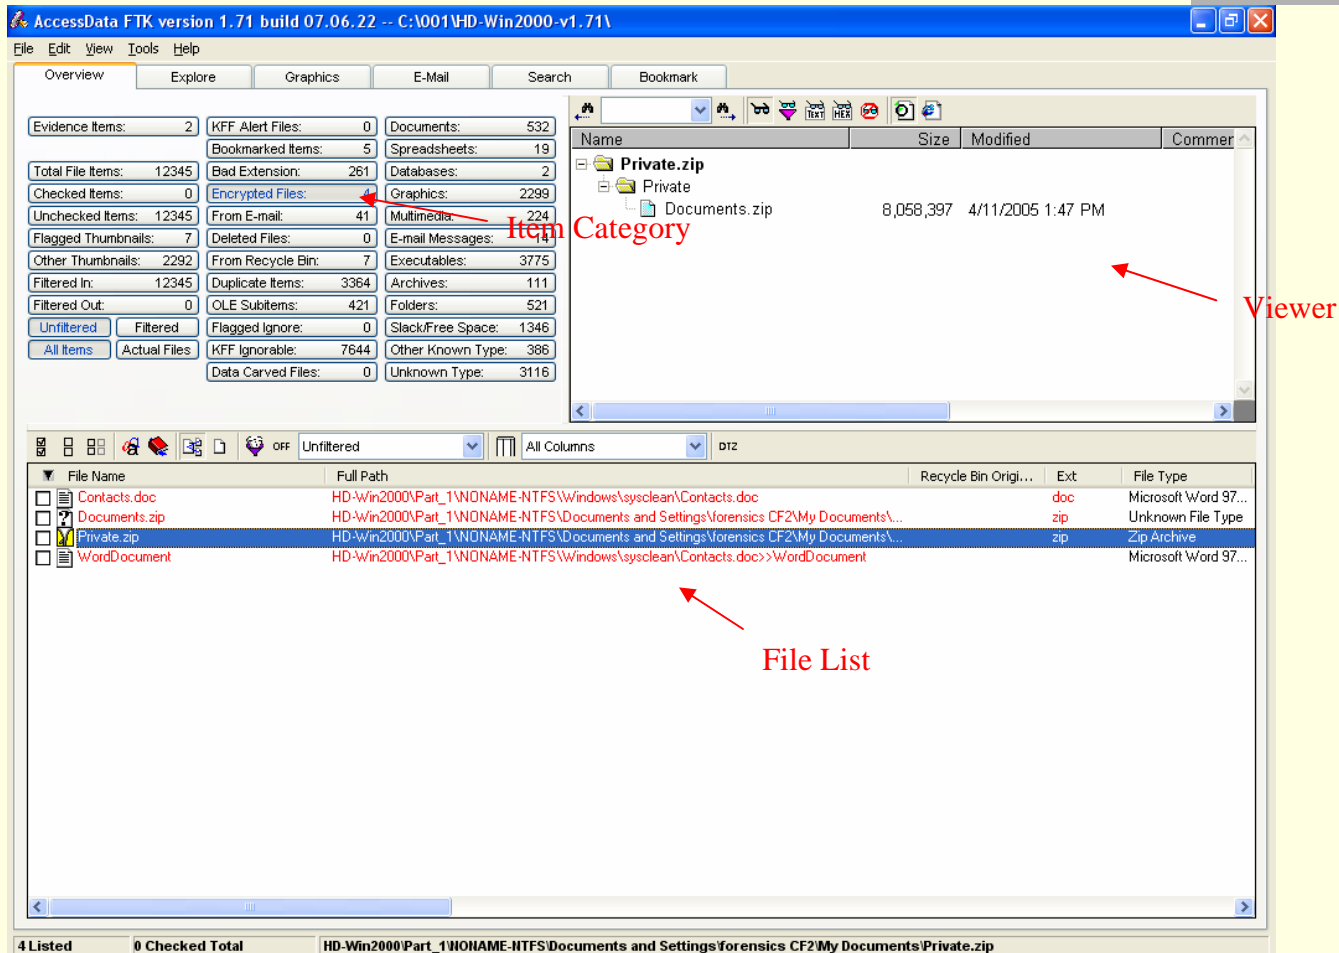 AccessData FTK version 1.71 build 07.06.22 -- C:\001\HD-Win2000-v1.71\
File Edit View Tools Help
Overview Explore Graphics E-Mail Search Bookmark
Evidence Items: 2
Total File Items: 12345
Checked Items: 0
Unchecked Items: 12345
Flagged Thumbnails: 7
Other Thumbnails: 2292
Filtered In: 12345
Filtered Out: 0
Unfiltered Filtered
All Items Actual Files
KFF Alert Files: 0
Bookmarked Items: 5
Bad Extension: 261
Encrypted Files: 4
From E-mail: 41
Deleted Files: 0
From Recycle Bin: 7
Duplicate Items: 3364
OLE Subitems: 421
Flagged Ignore: 0
KFF Ignorable: 7644
Data Carved Files: 0
Documents: 532
Spreadsheets: 19
Databases: 2
Graphics: 2299
Multimedia: 224
E-mail Messages: 14
Executables: 3775
Archives: 111
Folders: 521
Slack/Free Space: 1346
Other Known Type: 386
Unknown Type: 3116
Item Category
TEXT HEX
Name Size Modified Commer
Private.zip
Private
Documents.zip 8,058,397 4/11/2005 1:47 PM
Viewer
OFF Unfiltered All Columns DTZ
File Name Full Path Recycle Bin Origi... Ext File Type
Contacts.doc HD-Win2000\Part_1\NONAME-NTFS\Windows\sysclean\Contacts.doc doc Microsoft Word 97...
Documents.zip HD-Win2000\Part_1\NONAME-NTFS\Documents and Settings\forensics CF2\My Documents\... zip Unknown File Type
Private.zip HD-Win2000\Part_1\NONAME-NTFS\Documents and Settings\forensics CF2\My Documents\... zip Zip Archive
WordDocument HD-Win2000\Part_1\NONAME-NTFS\Windows\sysclean\Contacts.doc>>WordDocument Microsoft Word 97...
File List
4 Listed 0 Checked Total HD-Win2000\Part_1\NONAME-NTFS\Documents and Settings\forensics CF2\My Documents\Private.zip